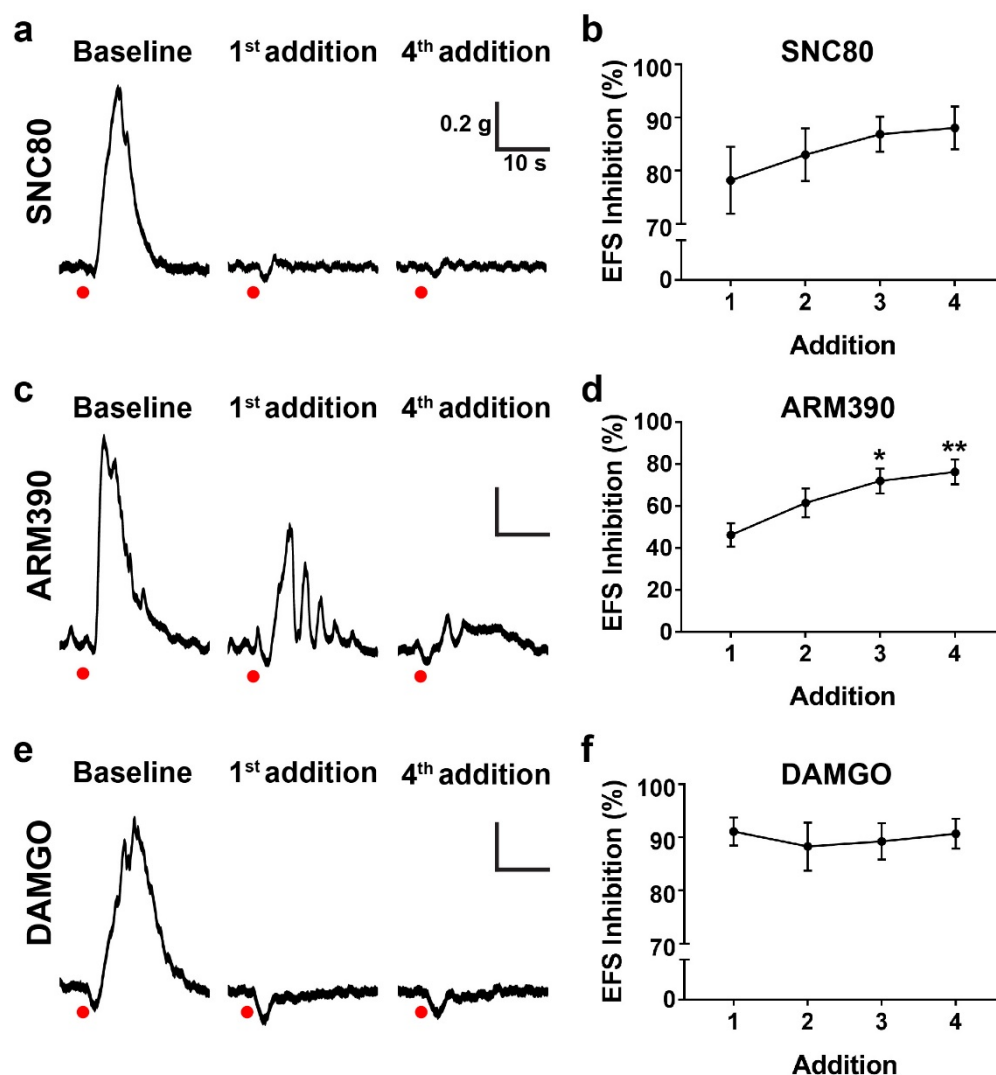 a
Baseline 1st addition 4th addition
SNC80
0.2 g
10 s
b
SNC80
EFS Inhibition (%)
100
90
80
70
0
1 2 3 4
Addition
c
Baseline 1st addition 4th addition
ARM390
d
ARM390
EFS Inhibition (%)
100
80
60
40
20
0
* **
1 2 3 4
Addition
e
Baseline 1st addition 4th addition
DAMGO
f
DAMGO
EFS Inhibition (%)
100
90
80
70
0
1 2 3 4
Addition